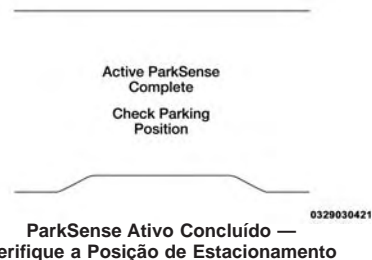 Active ParkSense
Complete
Check Parking
Position
0329030421
ParkSense Ativo Concluído —
erifique a Posição de Estacionamento